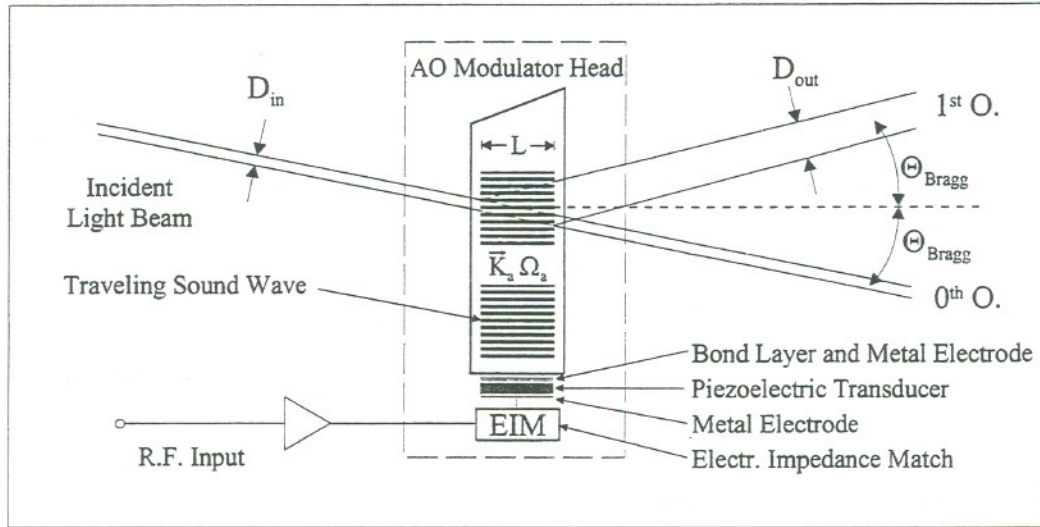 AO Modulator Head
D_in
D_out
1st O.
L
Θ_Bragg
Incident
Light Beam
K⃗_a Ω_a
Θ_Bragg
Traveling Sound Wave
0th O.
Bond Layer and Metal Electrode
Piezoelectric Transducer
Metal Electrode
EIM
R.F. Input
Electr. Impedance Match